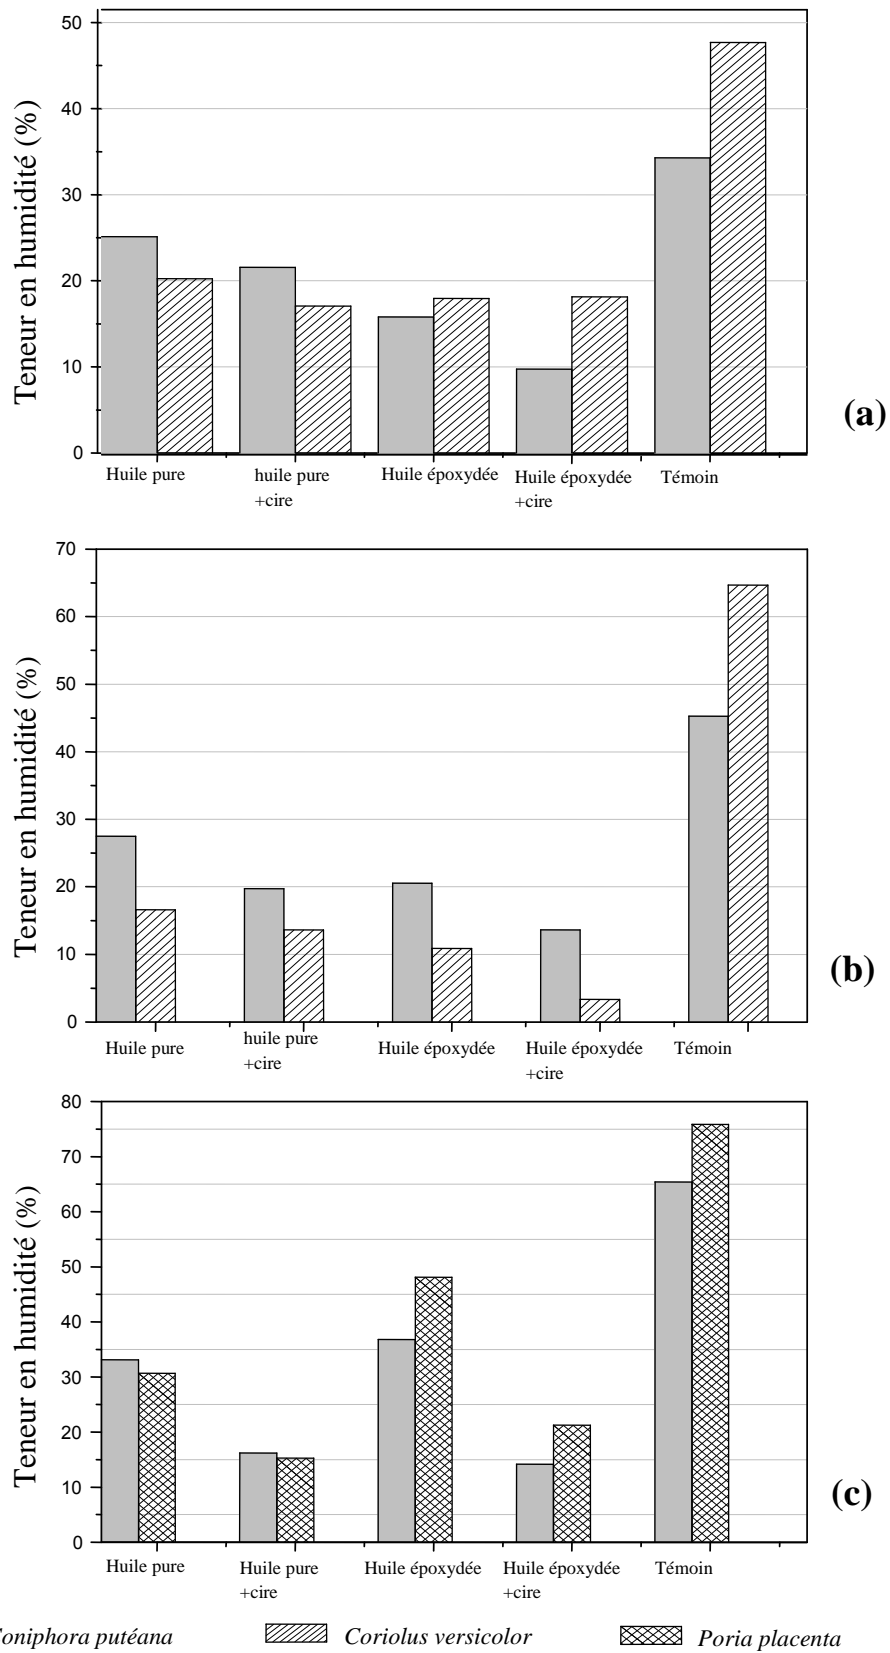 Teneur en humidité (%)
50
40
30
20
10
0
Huile pure
huile pure
+cire
Huile époxydée
Huile époxydée
+cire
Témoin
(a)
Teneur en humidité (%)
70
60
50
40
30
20
10
0
Huile pure
huile pure
+cire
Huile époxydée
Huile époxydée
+cire
Témoin
(b)
Teneur en humidité (%)
80
70
60
50
40
30
20
10
0
Huile pure
Huile pure
+cire
Huile époxydée
Huile époxydée
+cire
Témoin
(c)
oniphora putéana
Coriolus versicolor
Poria placenta